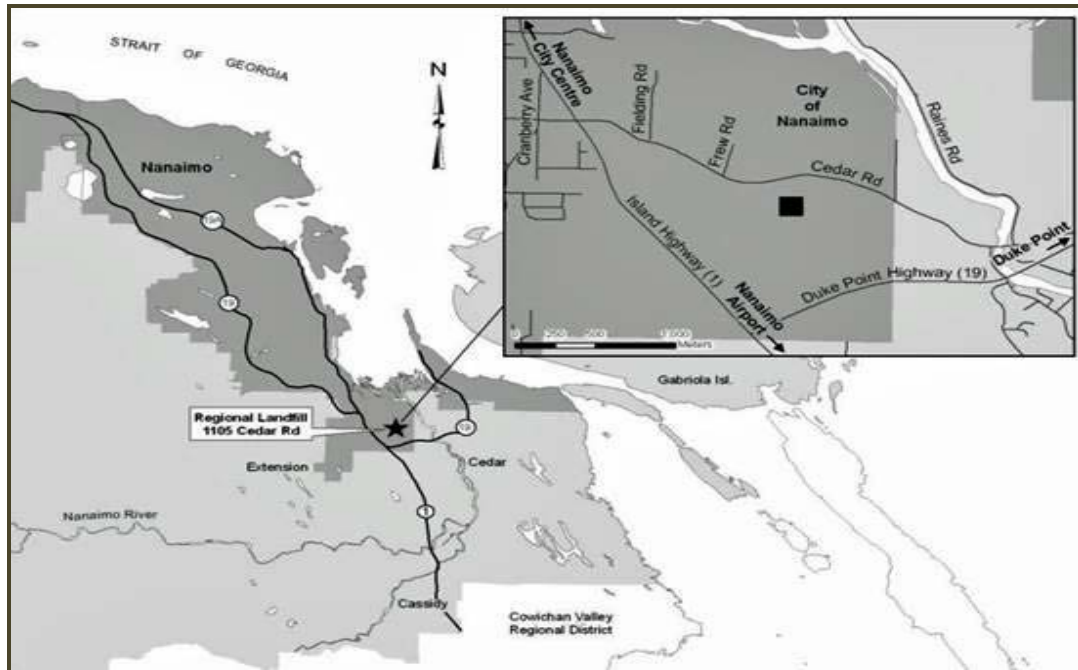 STRAIT OF GEORGIA
N
Nanaimo
19A
19
Regional Landfill
1105 Cedar Rd
19
Extension
Cedar
Nanaimo River
1
Cassidy
Cowichan Valley
Regional District
Gabriola Isl.
Nanaimo
City Centre
Cranberry Ave
Fielding Rd
Frew Rd
City
of
Nanaimo
Raines Rd
Cedar Rd
Island Highway (1)
Duke Point
Duke Point Highway (19)
Nanaimo
Airport
0
Meters